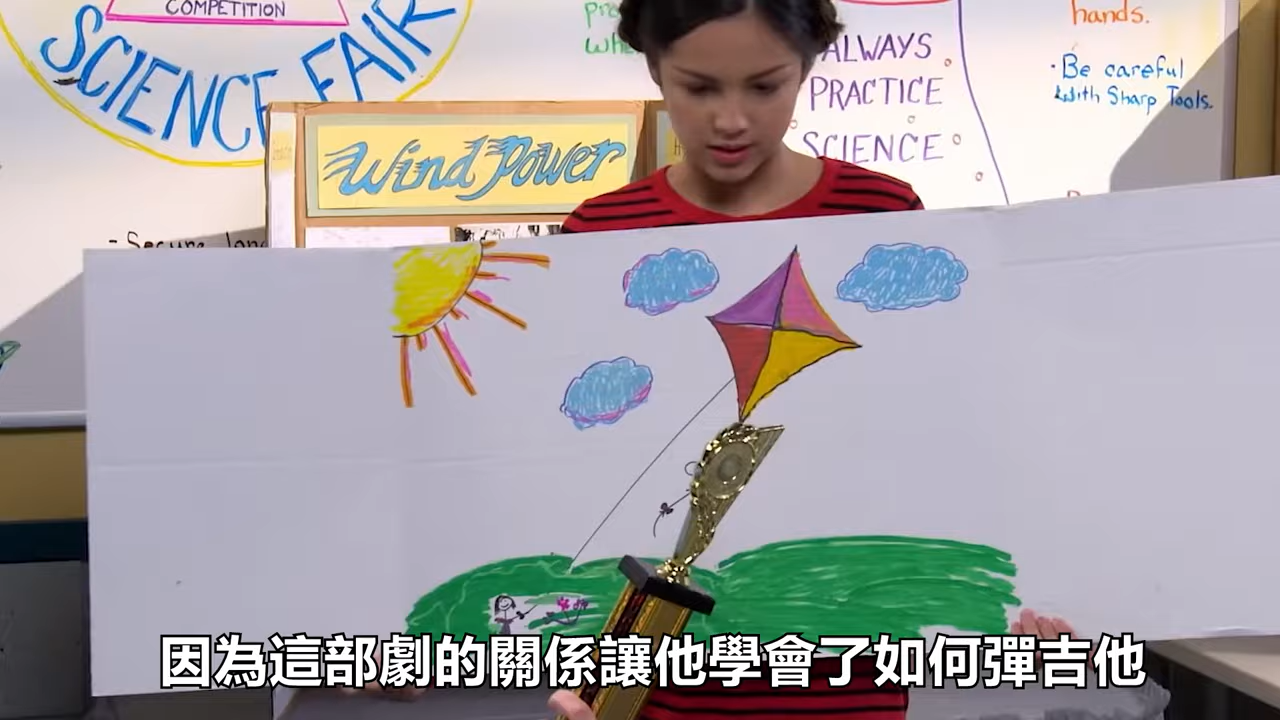 COMPETITION
SCIENCE FAIR
Wind Power
ALWAYS
PRACTICE
SCIENCE
hands.
· Be careful
With Sharp Tools.
- Secure
因為這部劇的關係讓他學會了如何彈吉他